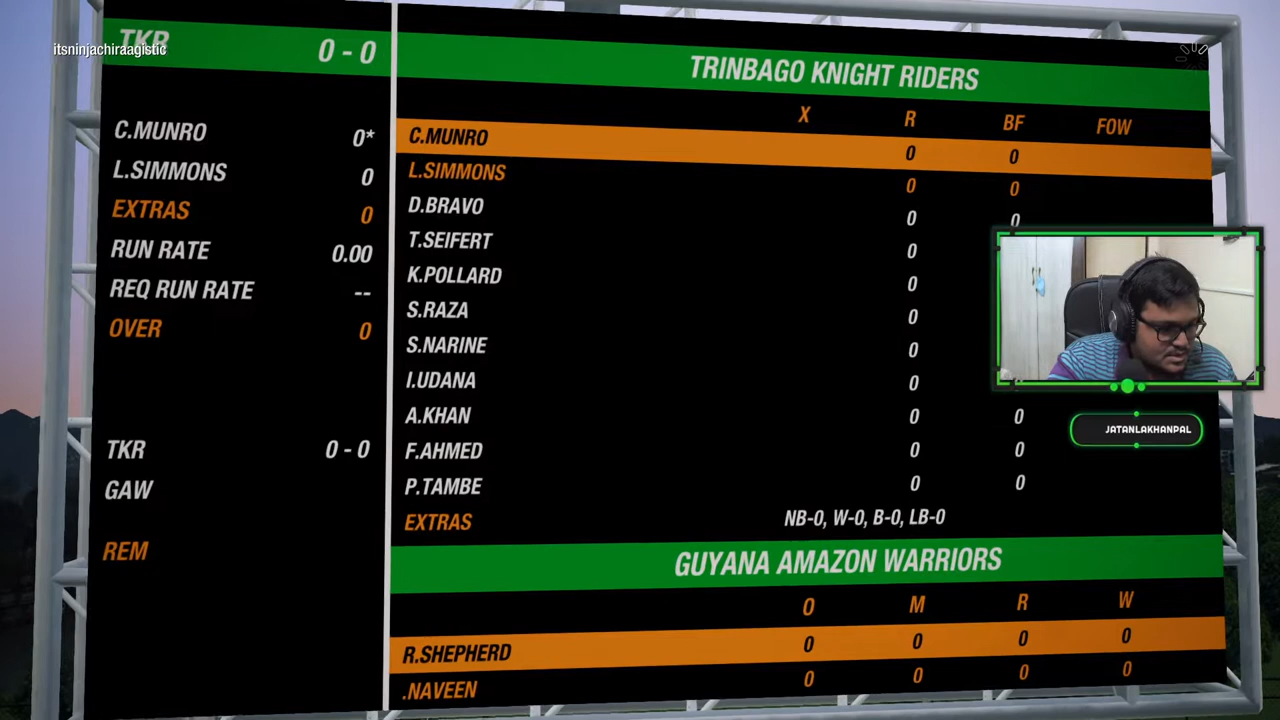 itsninjachiraagistic
TKR 0 - 0
C.MUNRO 0*
L.SIMMONS 0
EXTRAS 0
RUN RATE 0.00
REQ RUN RATE --
OVER 0
TKR 0 - 0
GAW
REM
TRINBAGO KNIGHT RIDERS
X R BF FOW
C.MUNRO 0 0
L.SIMMONS 0 0
D.BRAVO 0 0
T.SEIFERT 0
K.POLLARD 0
S.RAZA 0
S.NARINE 0
I.UDANA 0
A.KHAN 0 0
F.AHMED 0 0
P.TAMBE 0 0
EXTRAS NB-0, W-0, B-0, LB-0
GUYANA AMAZON WARRIORS
O M R W
R.SHEPHERD 0 0 0 0
.NAVEEN 0 0 0 0
JATANLAKHANPAL